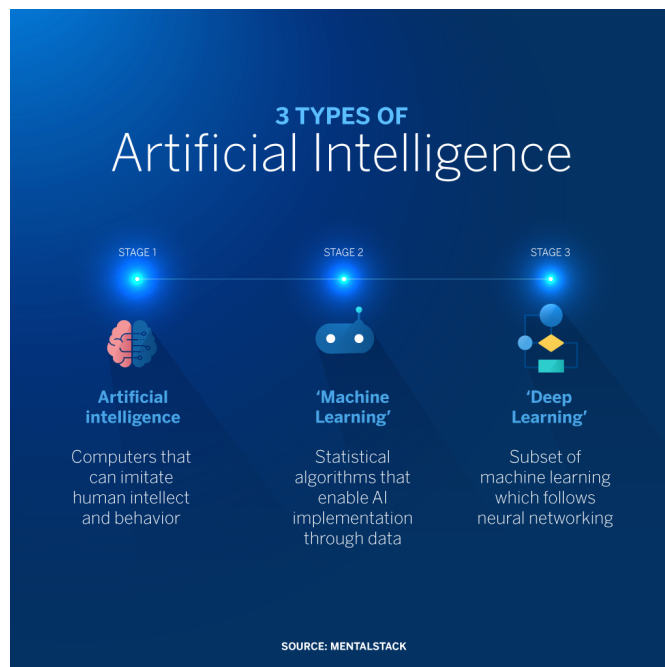 3 TYPES OF
Artificial Intelligence
STAGE 1
STAGE 2
STAGE 3
Artificial
intelligence
Computers that
can imitate
human intellect
and behavior
‘Machine
Learning’
Statistical
algorithms that
enable AI
implementation
through data
‘Deep
Learning’
Subset of
machine learning
which follows
neural networking
SOURCE: MENTALSTACK